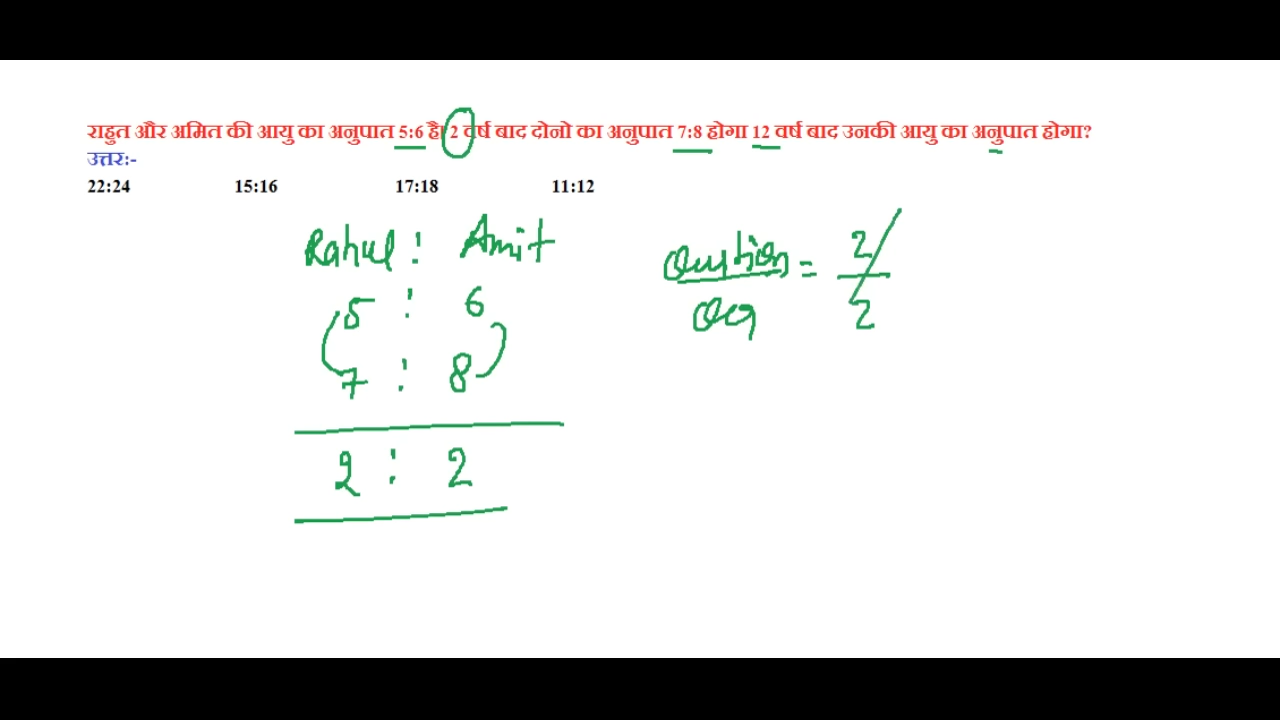 राहुत और अमित की आयु का अनुपात 5:6 है। 2 वर्ष बाद दोनो का अनुपात 7:8 होगा 12 वर्ष बाद उनकी आयु का अनुपात होगा?
उत्तरः-
22:24 15:16 17:18 11:12
Rahul : Amit
5 : 6
7 : 8
2 : 2
Qustion = 2
2